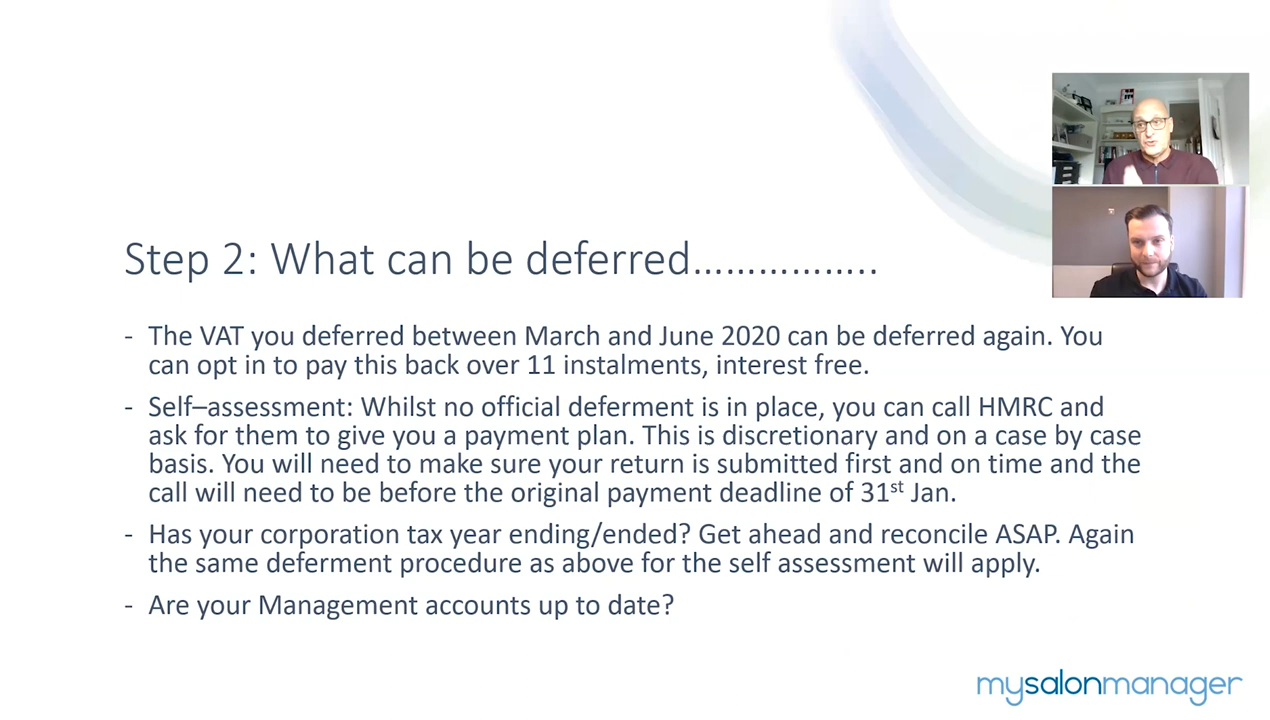 Step 2: What can be deferred……………..
- The VAT you deferred between March and June 2020 can be deferred again. You
can opt in to pay this back over 11 instalments, interest free.
- Self–assessment: Whilst no official deferment is in place, you can call HMRC and
ask for them to give you a payment plan. This is discretionary and on a case by case
basis. You will need to make sure your return is submitted first and on time and the
call will need to be before the original payment deadline of 31st Jan.
- Has your corporation tax year ending/ended? Get ahead and reconcile ASAP. Again
the same deferment procedure as above for the self assessment will apply.
- Are your Management accounts up to date?
mysalonmanager